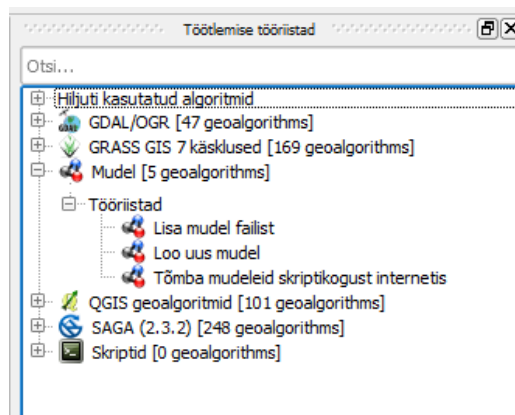 Töötlemise tööriistad
Otsi...
Hiljuti kasutatud algoritmid
GDAL/OGR [47 geoalgorithms]
GRASS GIS 7 käsklused [169 geoalgorithms]
Mudel [5 geoalgorithms]
Tööriistad
Lisa mudel failist
Loo uus mudel
Tõmba mudeleid skriptikogust internetis
QGIS geoalgoritmid [101 geoalgorithms]
SAGA (2.3.2) [248 geoalgorithms]
Skriptid [0 geoalgorithms]